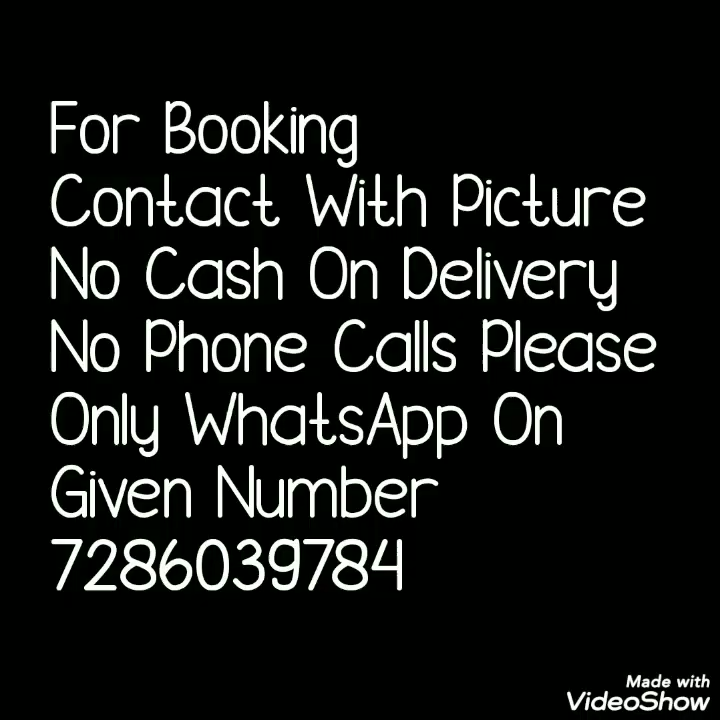 For Booking
Contact With Picture
No Cash On Delivery
No Phone Calls Please
Only WhatsApp On
Given Number
7286039784
Made with
VideoShow